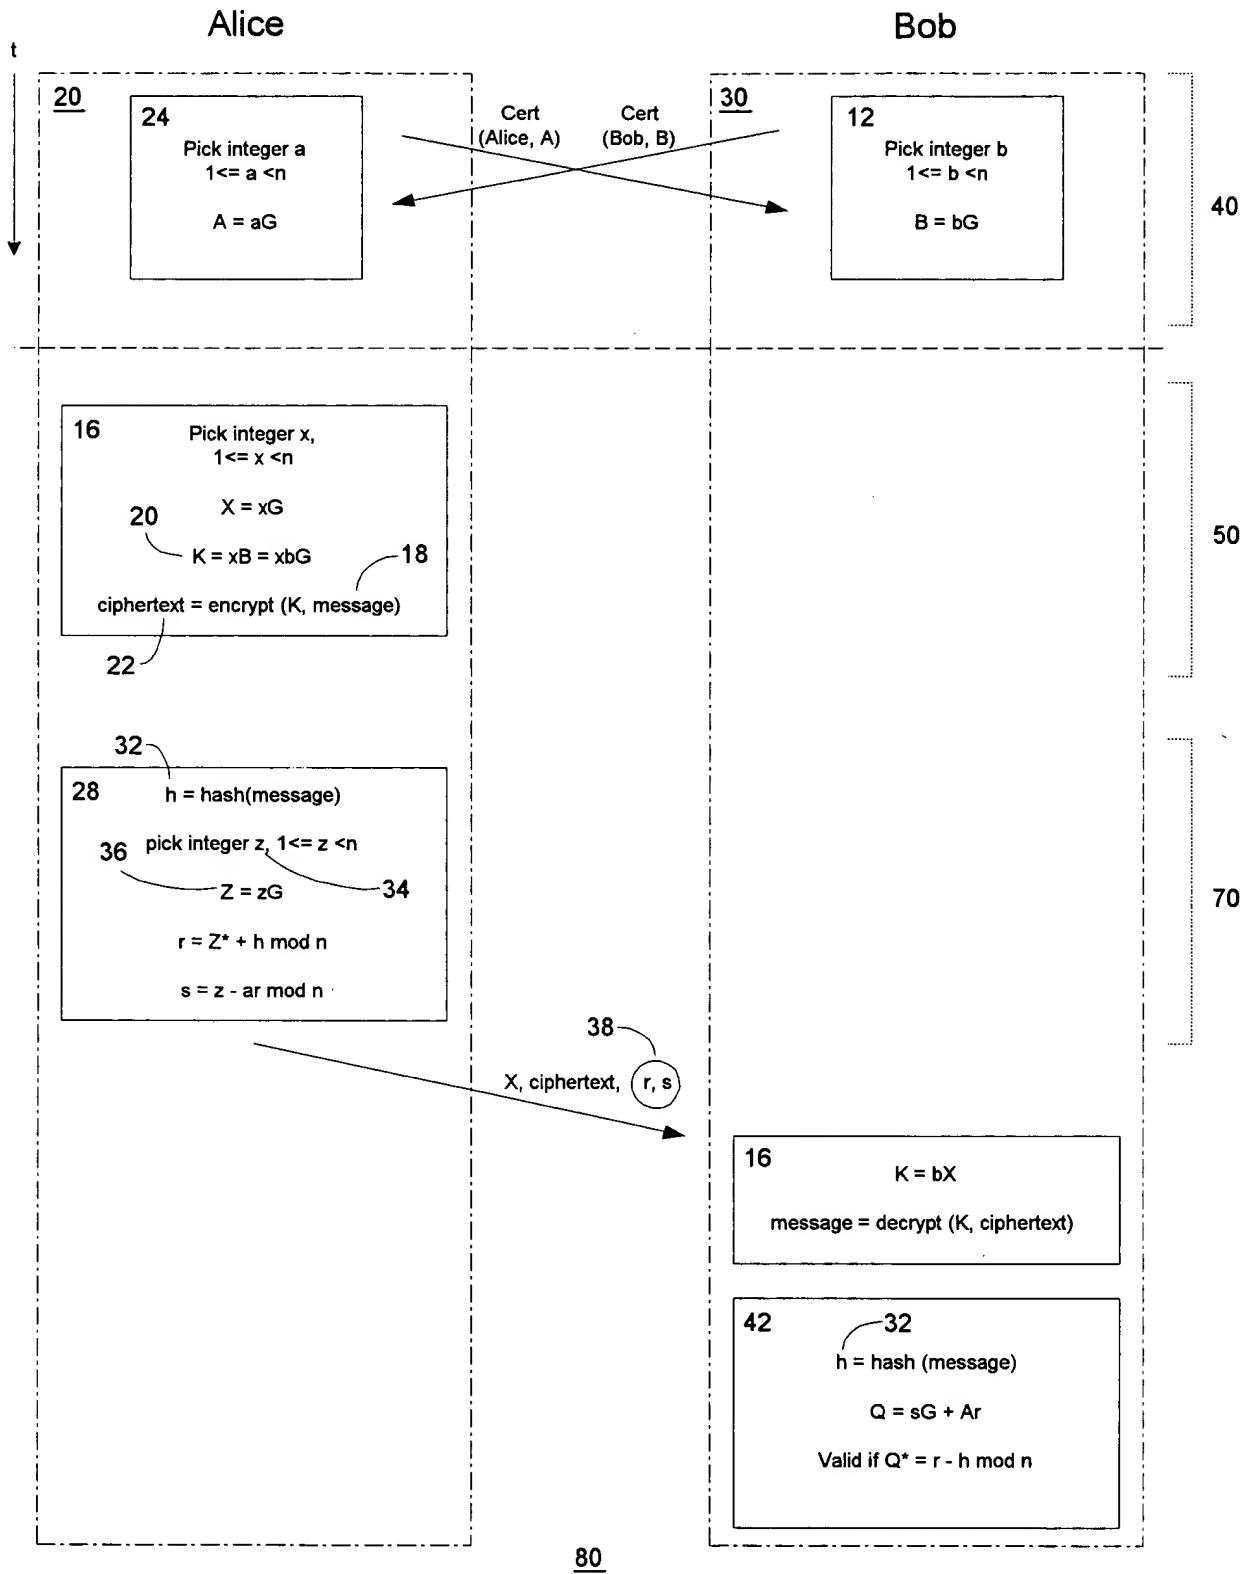 Alice
Bob
t
20
24
Pick integer a
1<= a <n
A = aG
Cert
(Alice, A)
Cert
(Bob, B)
30
12
Pick integer b
1<= b <n
B = bG
40
16
Pick integer x,
1<= x <n
X = xG
20
K = xB = xbG
18
ciphertext = encrypt (K, message)
22
50
32
28
h = hash(message)
pick integer z, 1<= z <n
36
Z = zG
34
r = Z* + h mod n
s = z - ar mod n
70
38
X, ciphertext, r, s
16
K = bX
message = decrypt (K, ciphertext)
42
32
h = hash (message)
Q = sG + Ar
Valid if Q* = r - h mod n
80